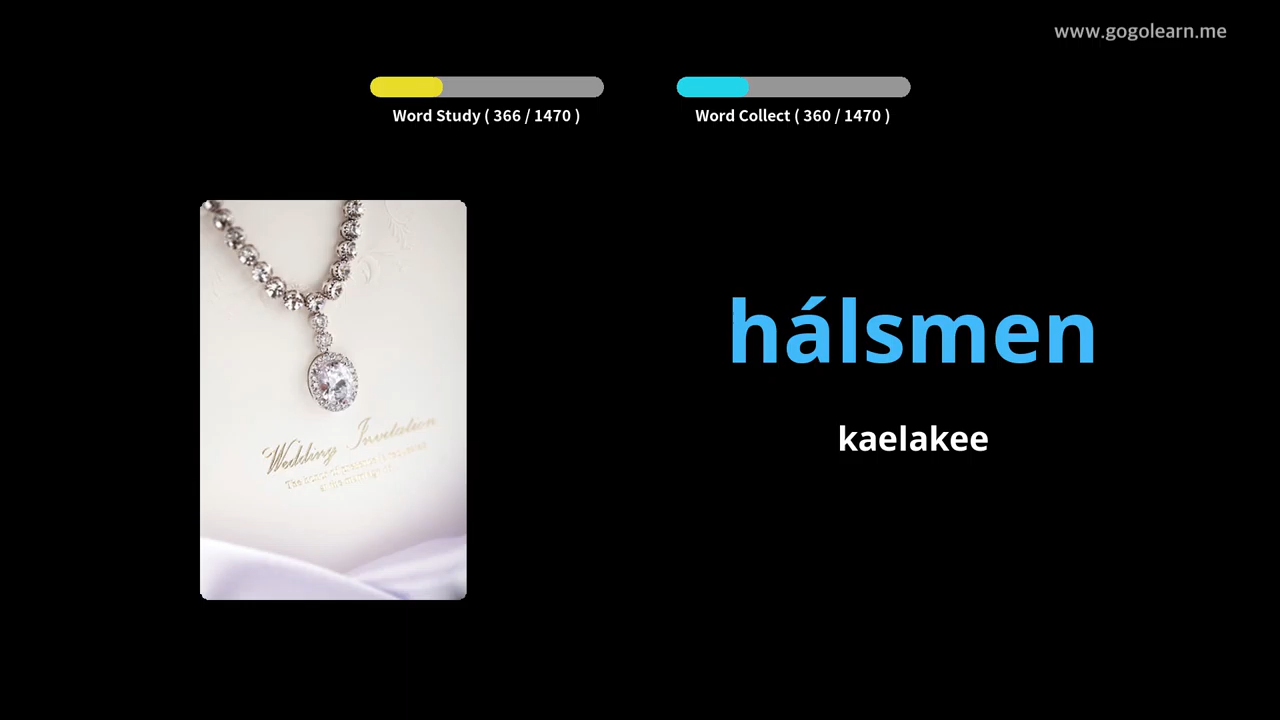 www.gogolearn.me
Word Study ( 366 / 1470 )
Word Collect ( 360 / 1470 )
hálsmen
kaelakee
Wedding Invitation